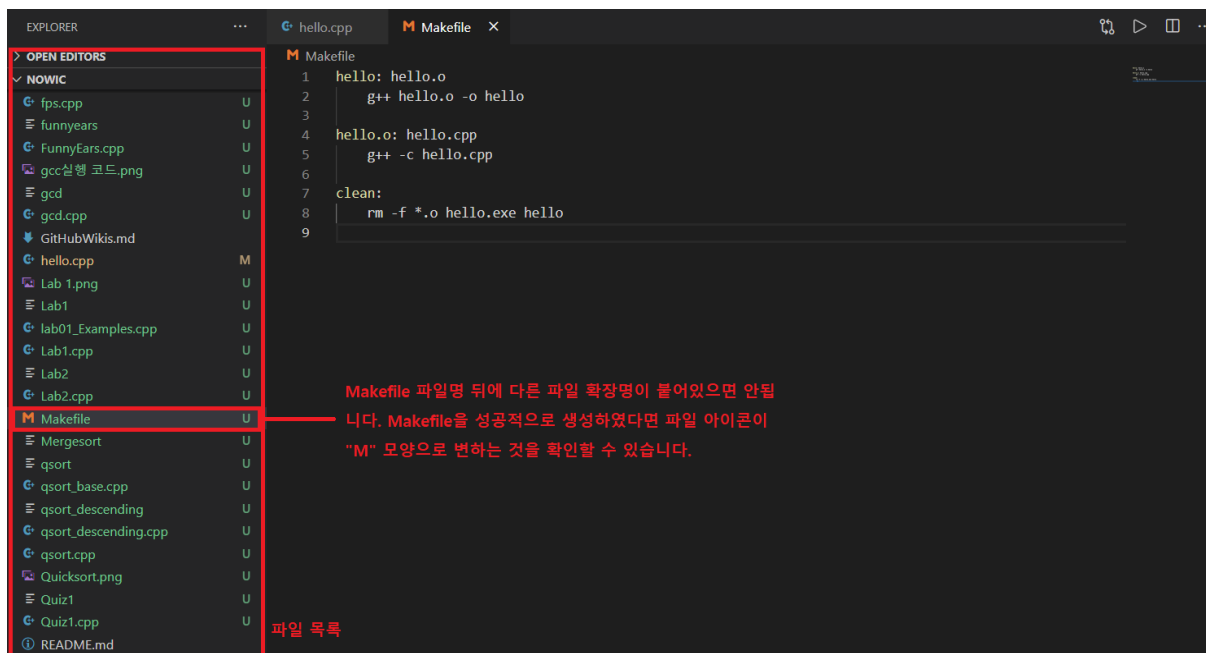 EXPLORER
OPEN EDITORS
NOWIC
fps.cpp U
funnyears U
FunnyEars.cpp U
gcc실행 코드.png U
gcd U
gcd.cpp U
GitHubWikis.md
hello.cpp M
Lab 1.png U
Lab1 U
lab01_Examples.cpp U
Lab1.cpp U
Lab2 U
Lab2.cpp U
Makefile U
Mergesort U
qsort U
qsort_base.cpp U
qsort_descending U
qsort_descending.cpp U
qsort.cpp U
Quicksort.png U
Quiz1 U
Quiz1.cpp U
README.md
파일 목록
hello.cpp
M Makefile
M Makefile
1 hello: hello.o
2 g++ hello.o -o hello
3
4 hello.o: hello.cpp
5 g++ -c hello.cpp
6
7 clean:
8 rm -f *.o hello.exe hello
9
Makefile 파일명 뒤에 다른 파일 확장명이 붙어있으면 안됩
니다. Makefile을 성공적으로 생성하였다면 파일 아이콘이
"M" 모양으로 변하는 것을 확인할 수 있습니다.